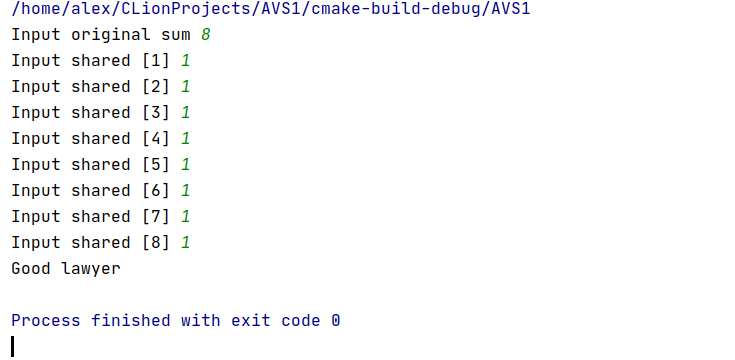 /home/alex/CLionProjects/AVS1/cmake-build-debug/AVS1
Input original sum 8
Input shared [1] 1
Input shared [2] 1
Input shared [3] 1
Input shared [4] 1
Input shared [5] 1
Input shared [6] 1
Input shared [7] 1
Input shared [8] 1
Good lawyer
Process finished with exit code 0